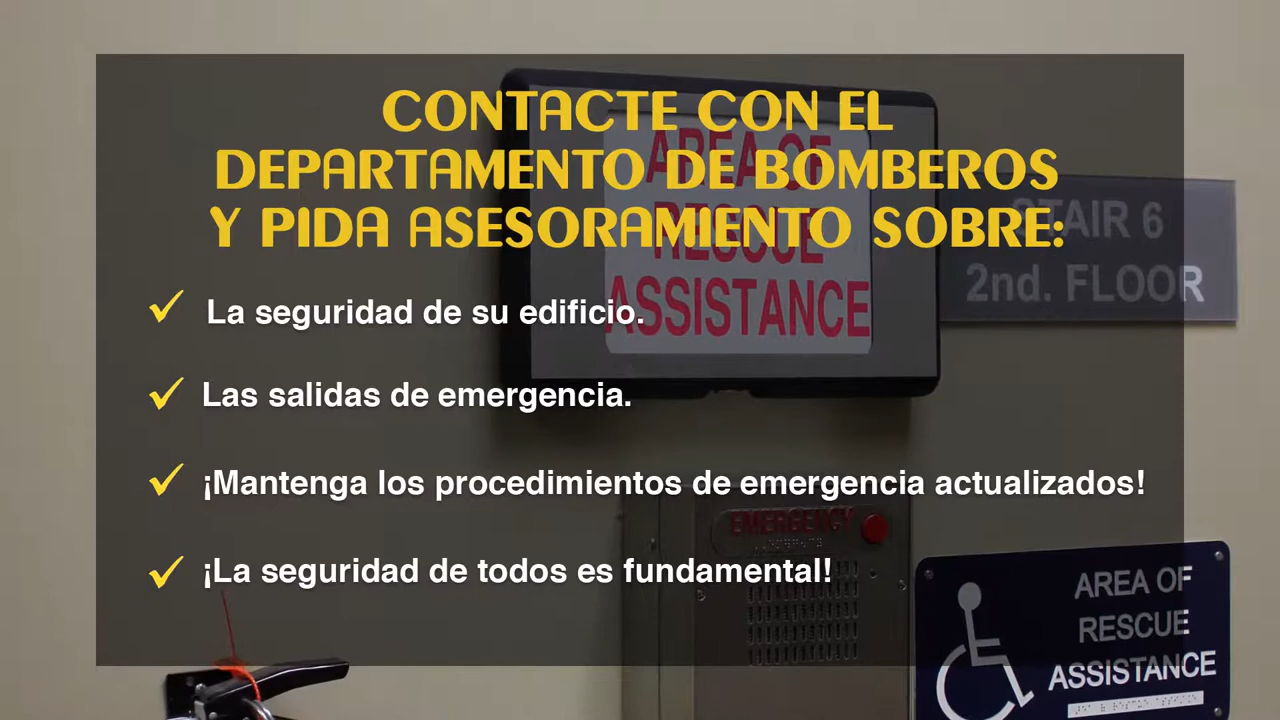 CONTACTE CON EL
DEPARTAMENTO DE BOMBEROS
Y PIDA ASESORAMIENTO SOBRE:
La seguridad de su edificio.
Las salidas de emergencia.
¡Mantenga los procedimientos de emergencia actualizados!
¡La seguridad de todos es fundamental!
AREA OF
RESCUE
ASSISTANCE
STAIR 6
2nd. FLOOR
EMERGENCY
AREA OF
RESCUE
ASSISTANCE